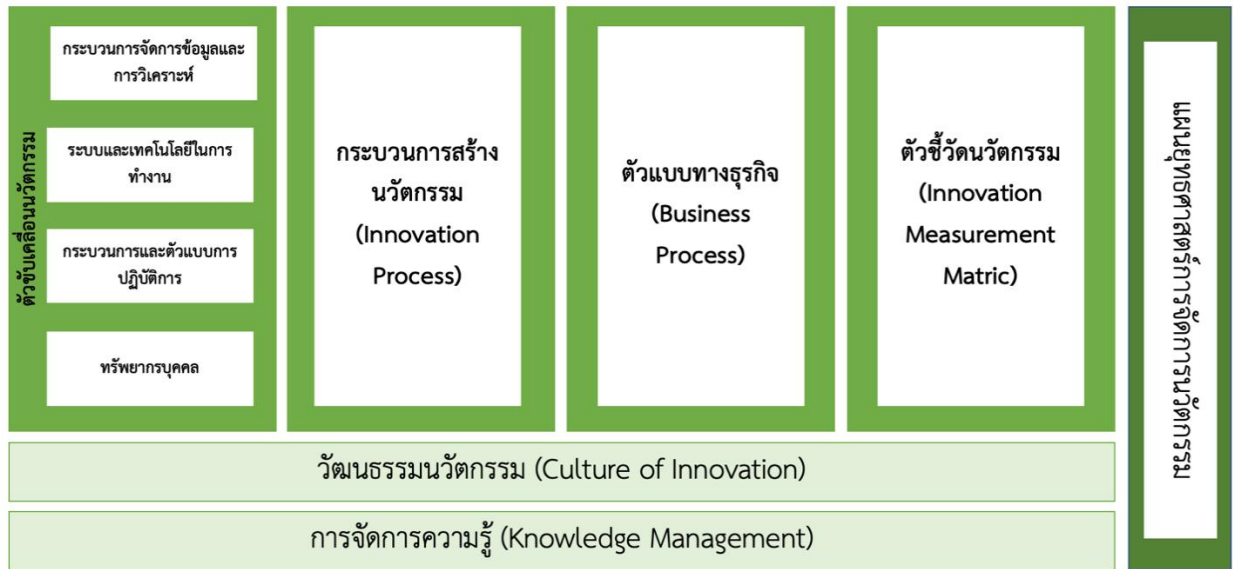 ตัวขับเคลื่อนนวัตกรรม
กระบวนการจัดการข้อมูลและ
การวิเคราะห์
ระบบและเทคโนโลยีในการ
ทำงาน
กระบวนการและตัวแบบการ
ปฏิบัติการ
ทรัพยากรบุคคล
กระบวนการสร้าง
นวัตกรรม
(Innovation
Process)
ตัวแบบทางธุรกิจ
(Business
Process)
ตัวชี้วัดนวัตกรรม
(Innovation
Measurement
Matric)
แผนยุทธศาสตร์การจัดการนวัตกรรม
วัฒนธรรมนวัตกรรม (Culture of Innovation)
การจัดการความรู้ (Knowledge Management)